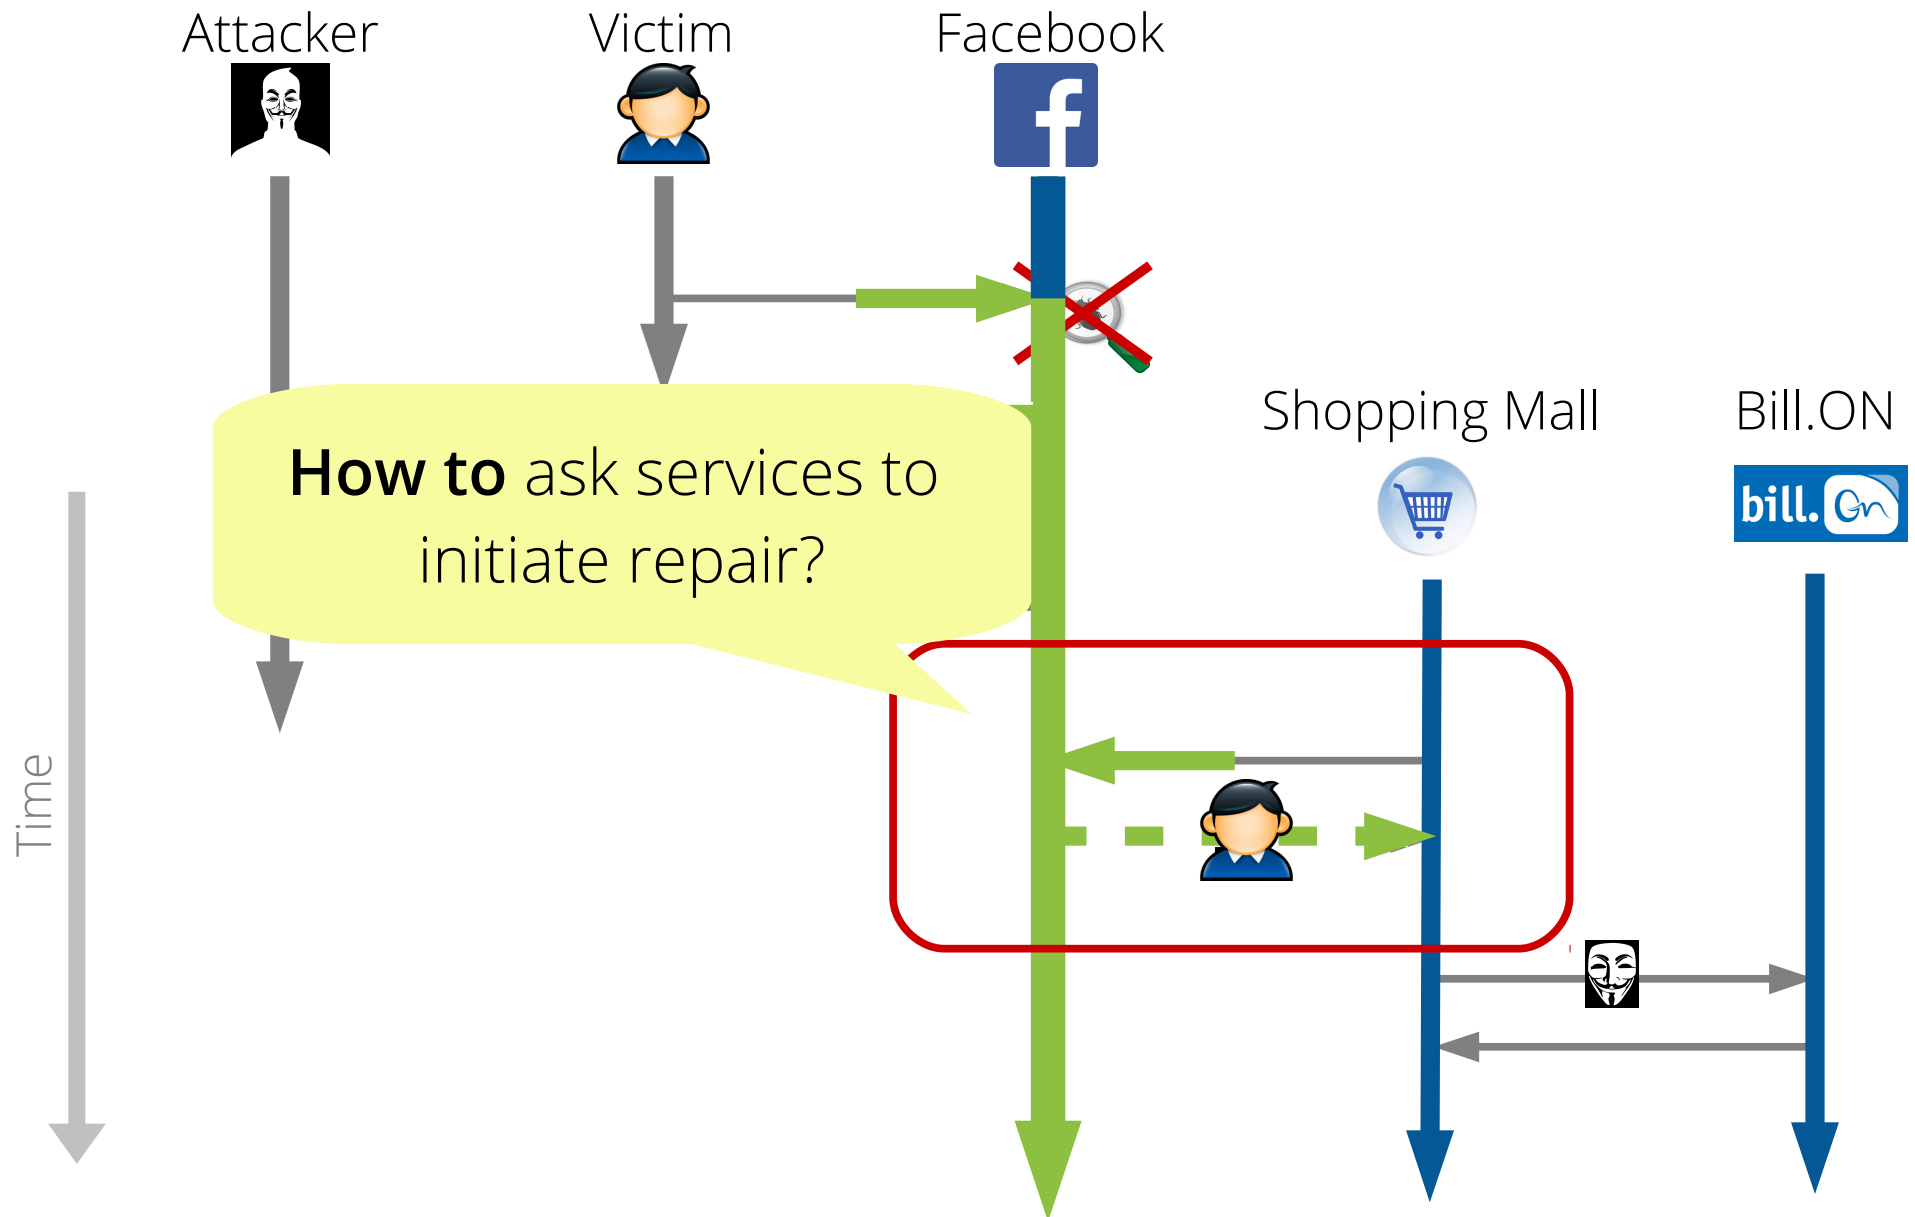 Attacker
Victim
Facebook
f
Shopping Mall
Bill.ON
How to ask services to
initiate repair?
bill.On
Time